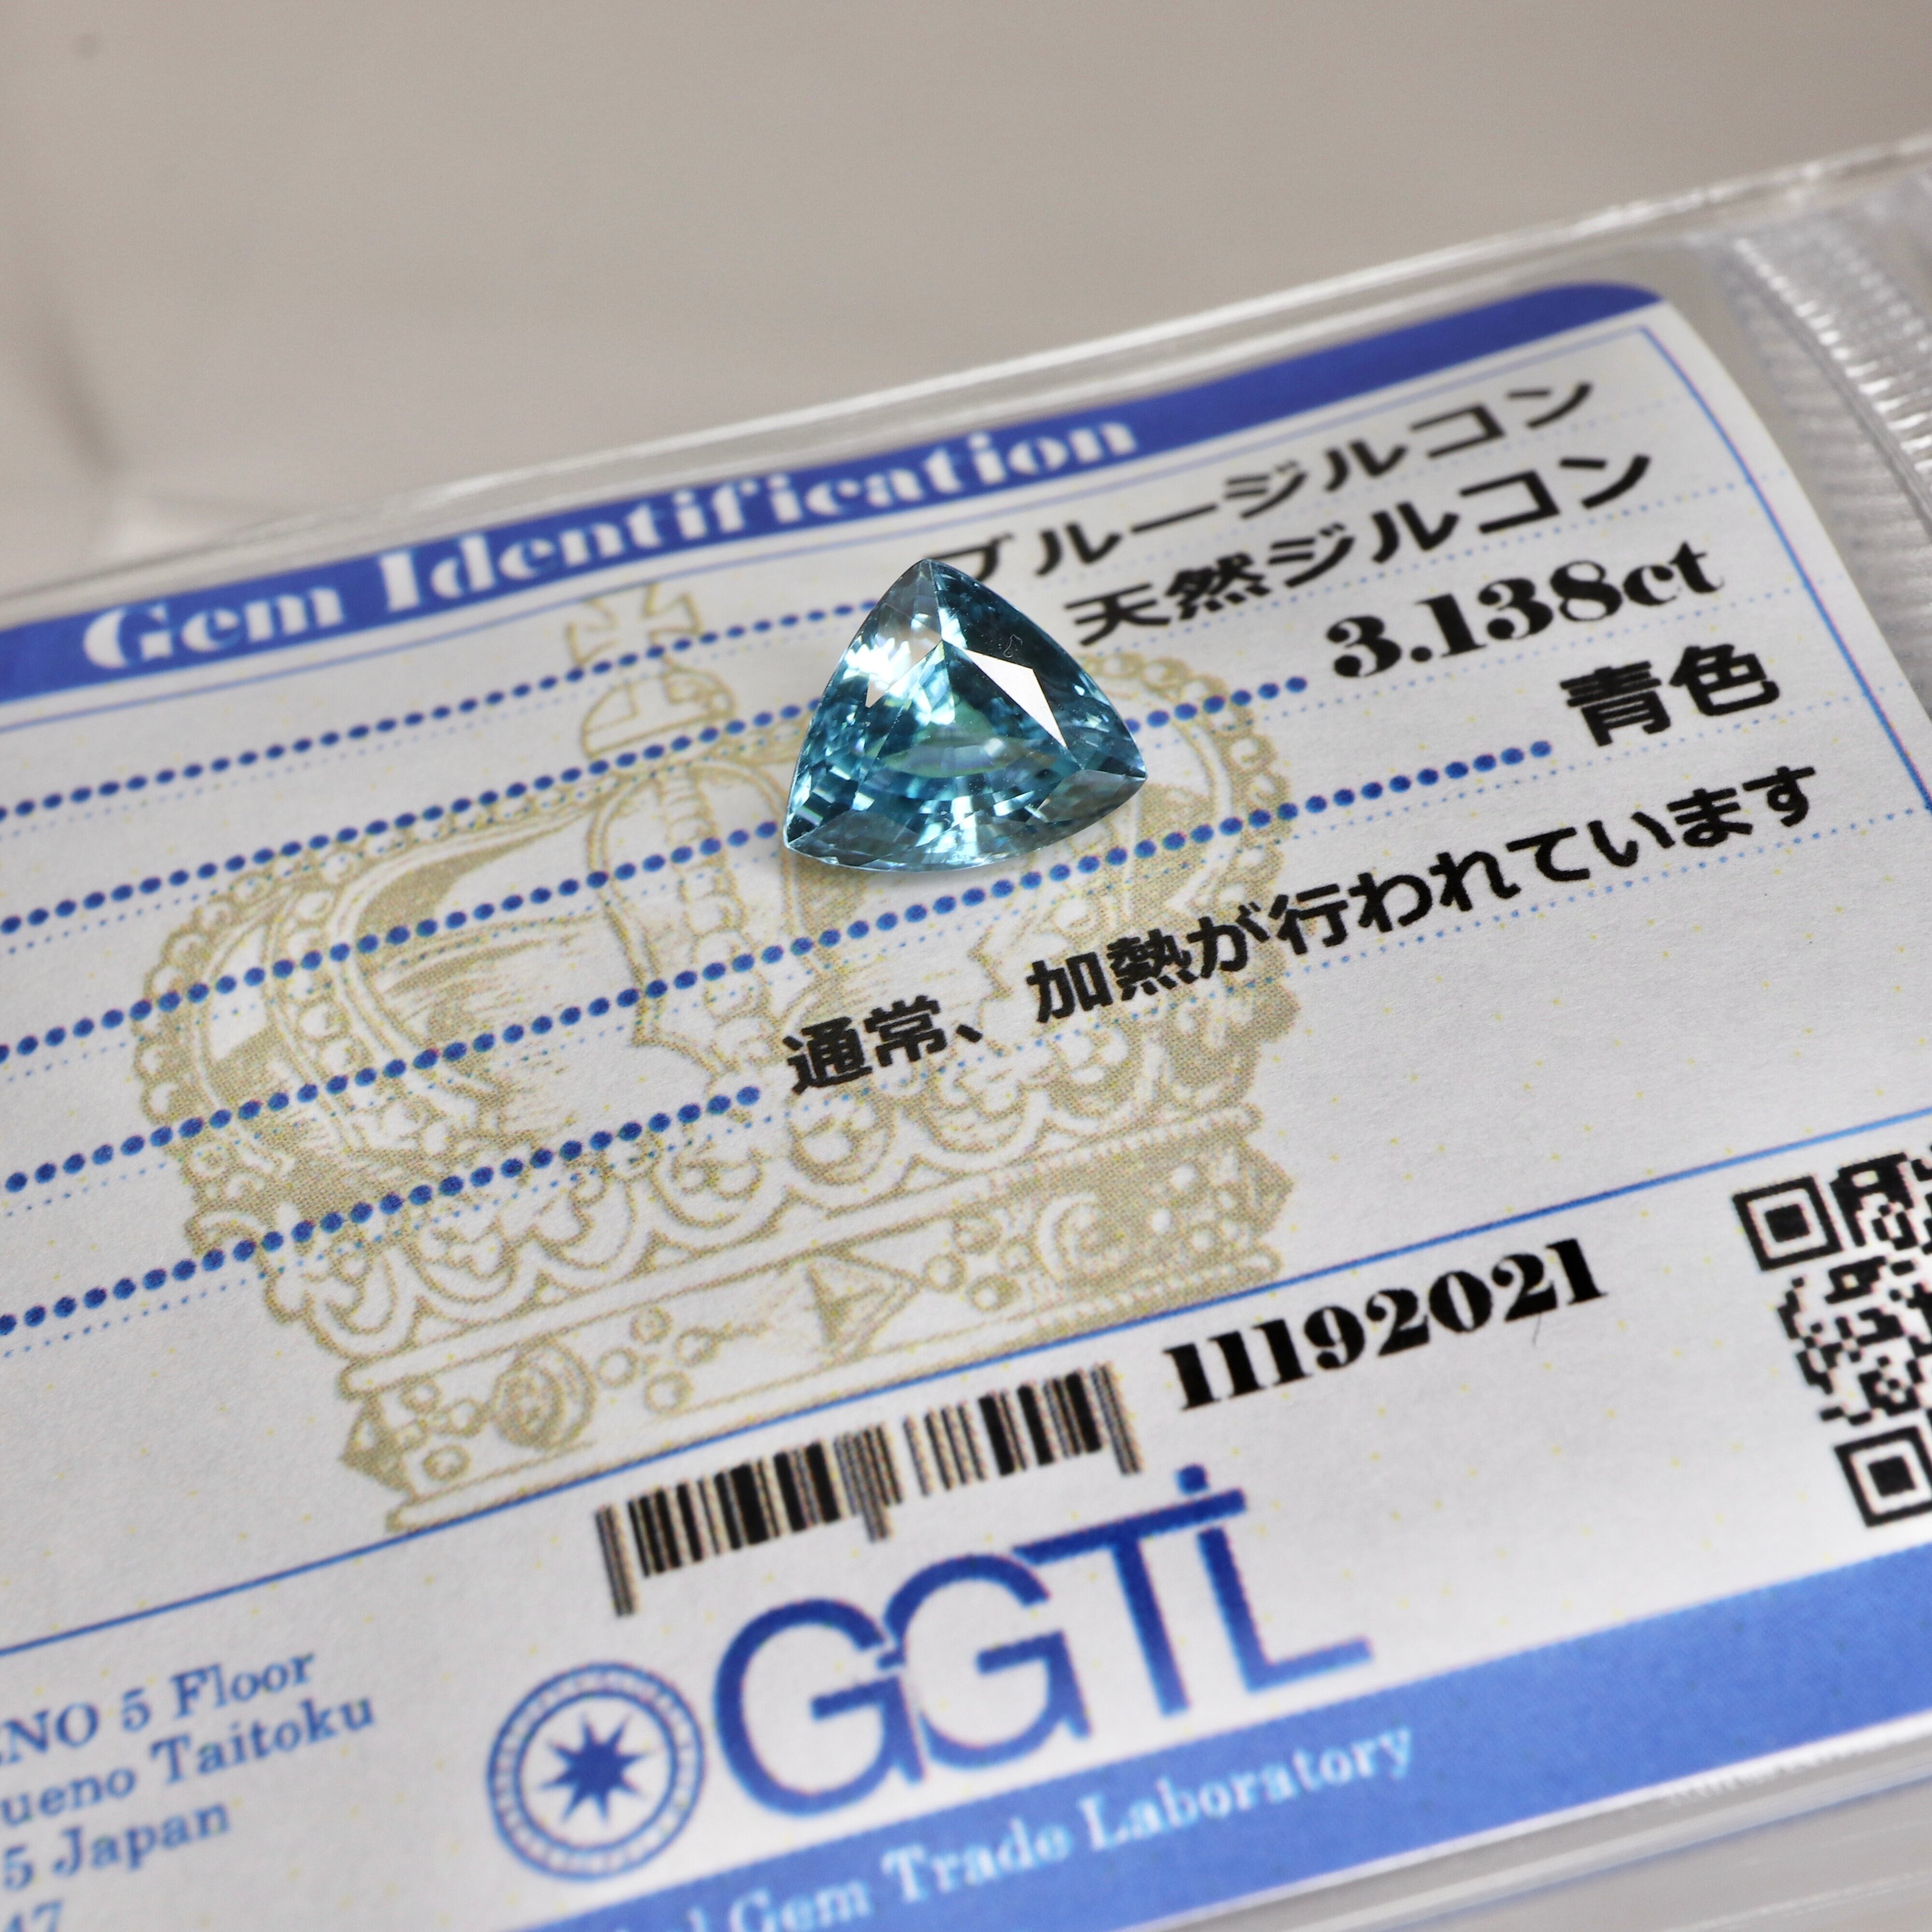 Gem Identification
ブルージルコン
天然ジルコン
3.138ct
青色
通常、加熱が行われています
11192021
5 Floor
Taitoku
5 Japan
47
GGTL
Gem Trade Laboratory